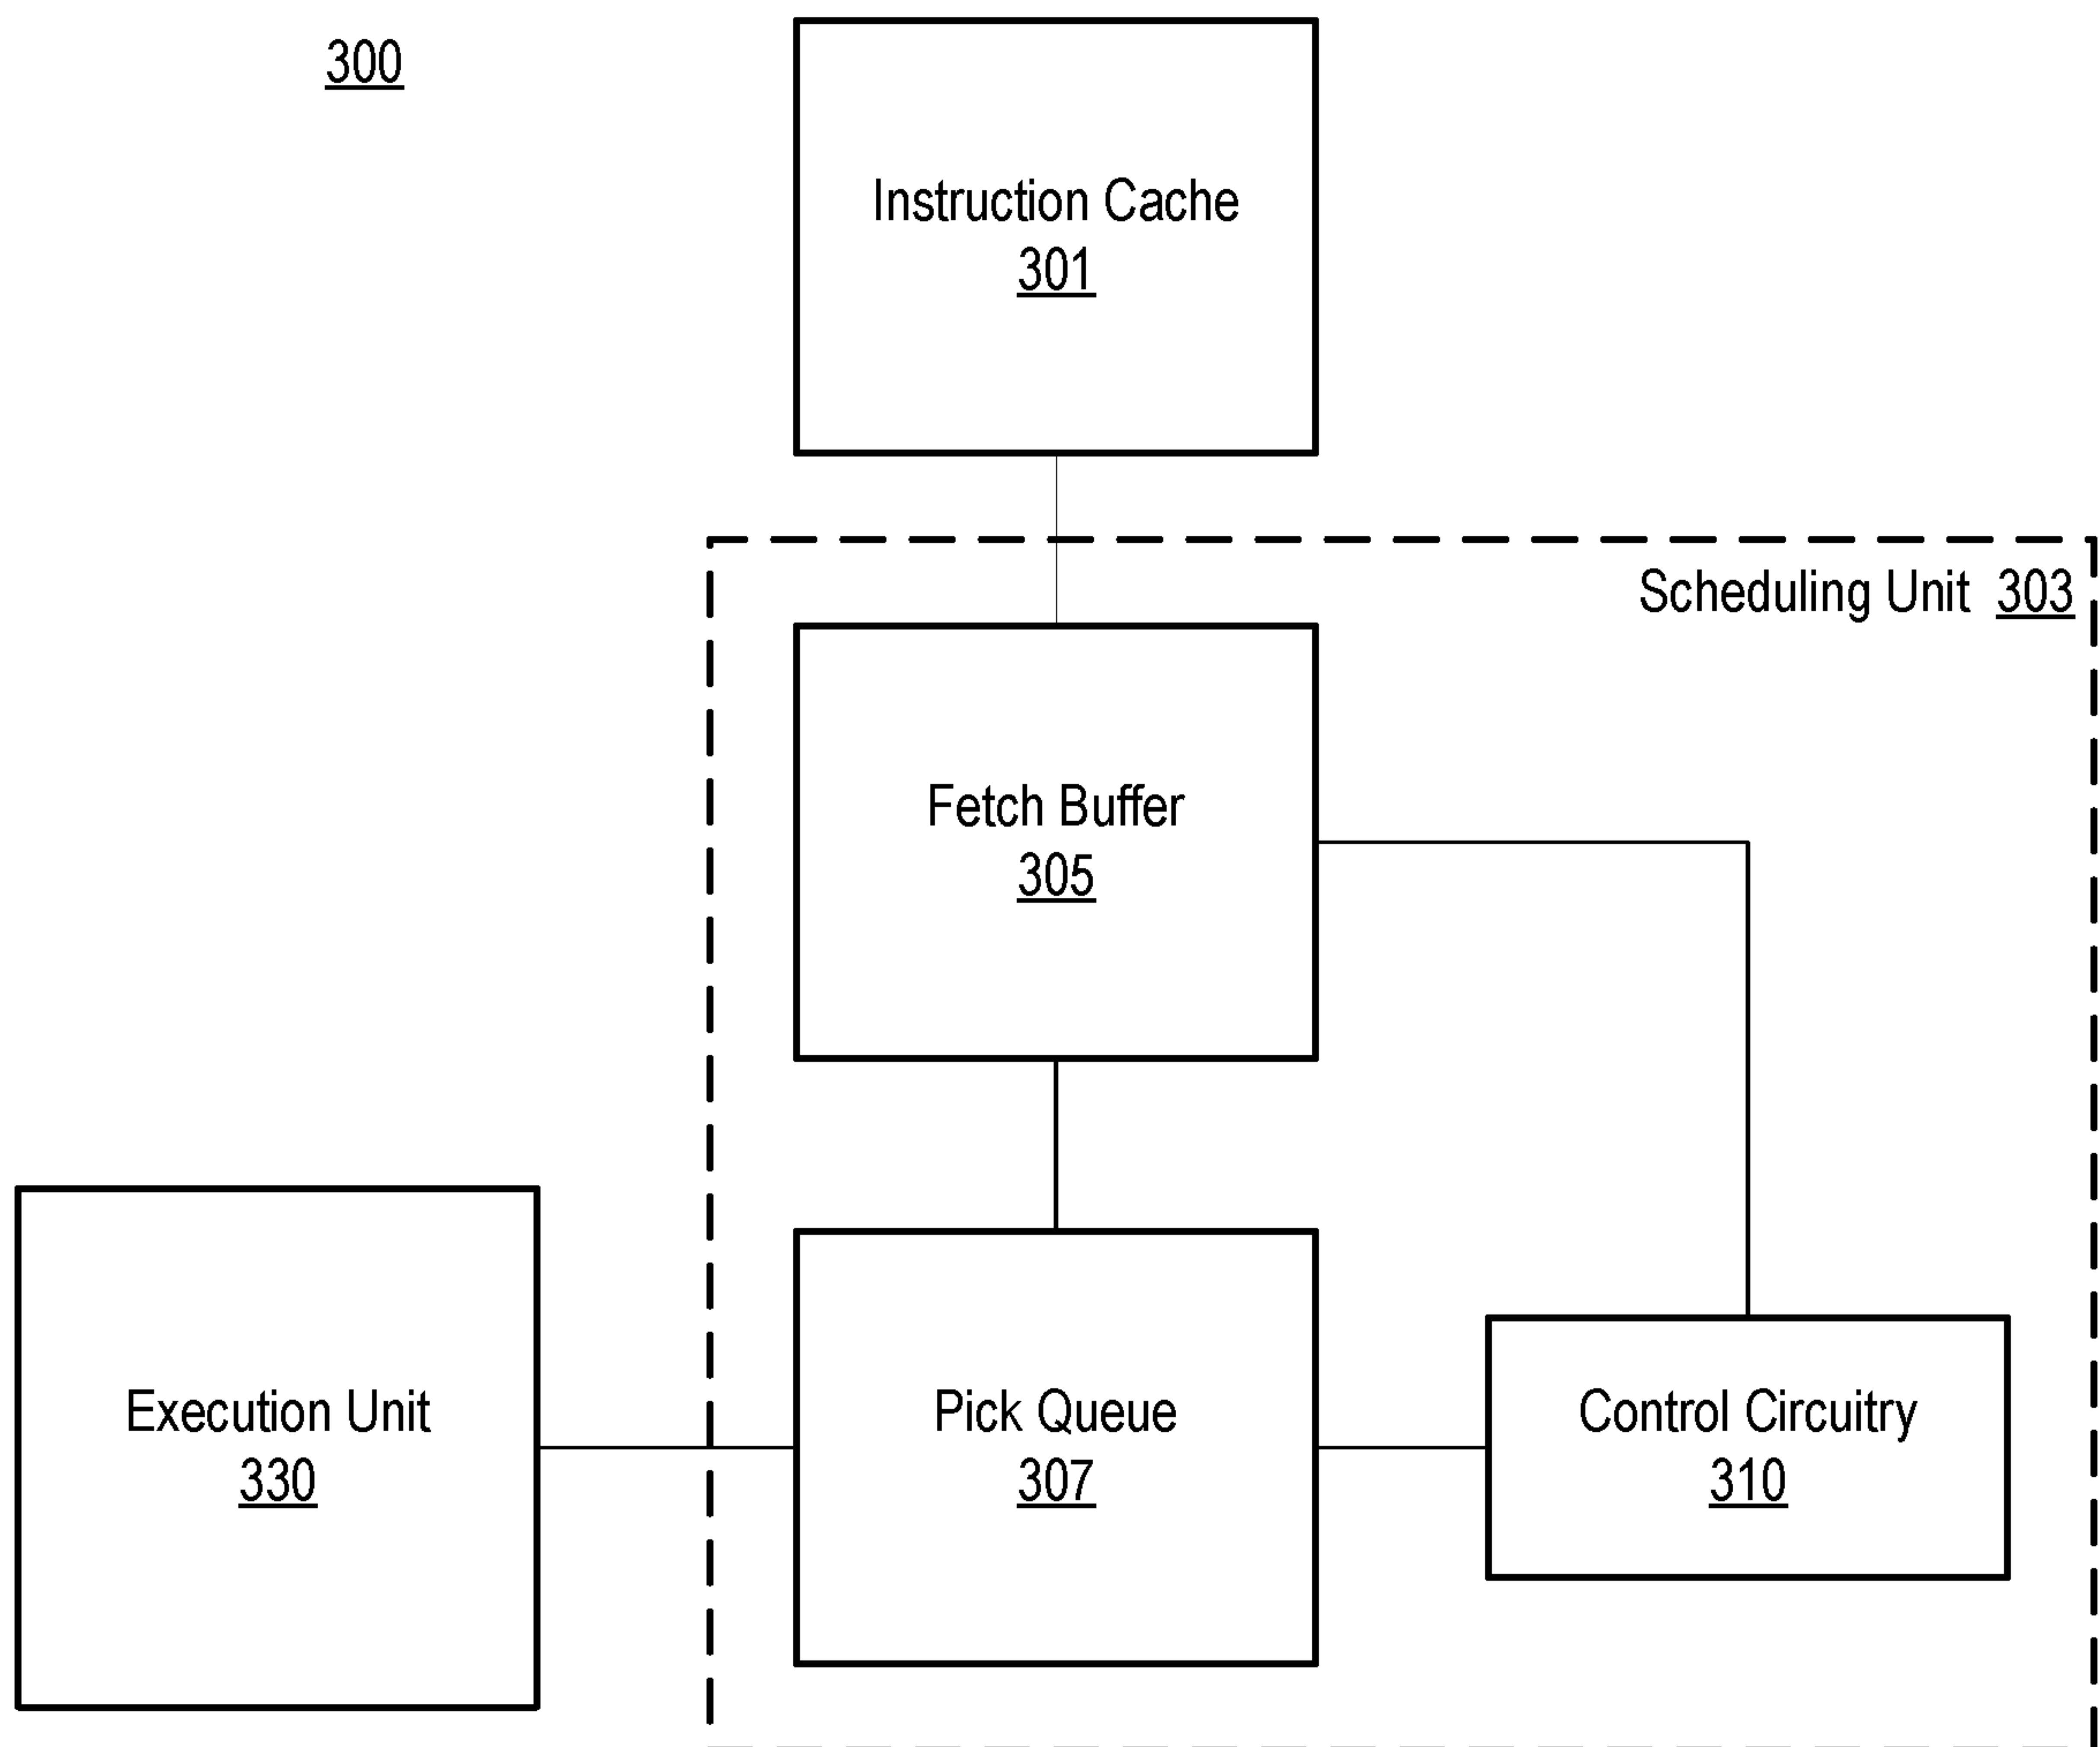 300
Instruction Cache
301
Scheduling Unit 303
Fetch Buffer
305
Execution Unit
330
Pick Queue
307
Control Circuitry
310